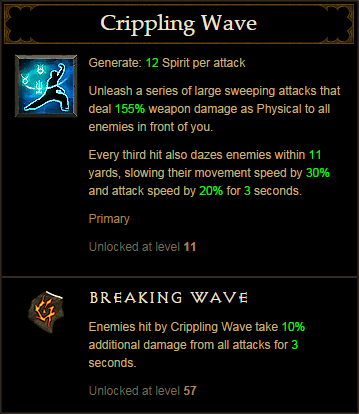 Crippling Wave
Generate: 12 Spirit per attack
Unleash a series of large sweeping attacks that
deal 155% weapon damage as Physical to all
enemies in front of you.
Every third hit also dazes enemies within 11
yards, slowing their movement speed by 30%
and attack speed by 20% for 3 seconds.
Primary
Unlocked at level 11
BREAKING WAVE
Enemies hit by Crippling Wave take 10%
additional damage from all attacks for 3
seconds.
Unlocked at level 57